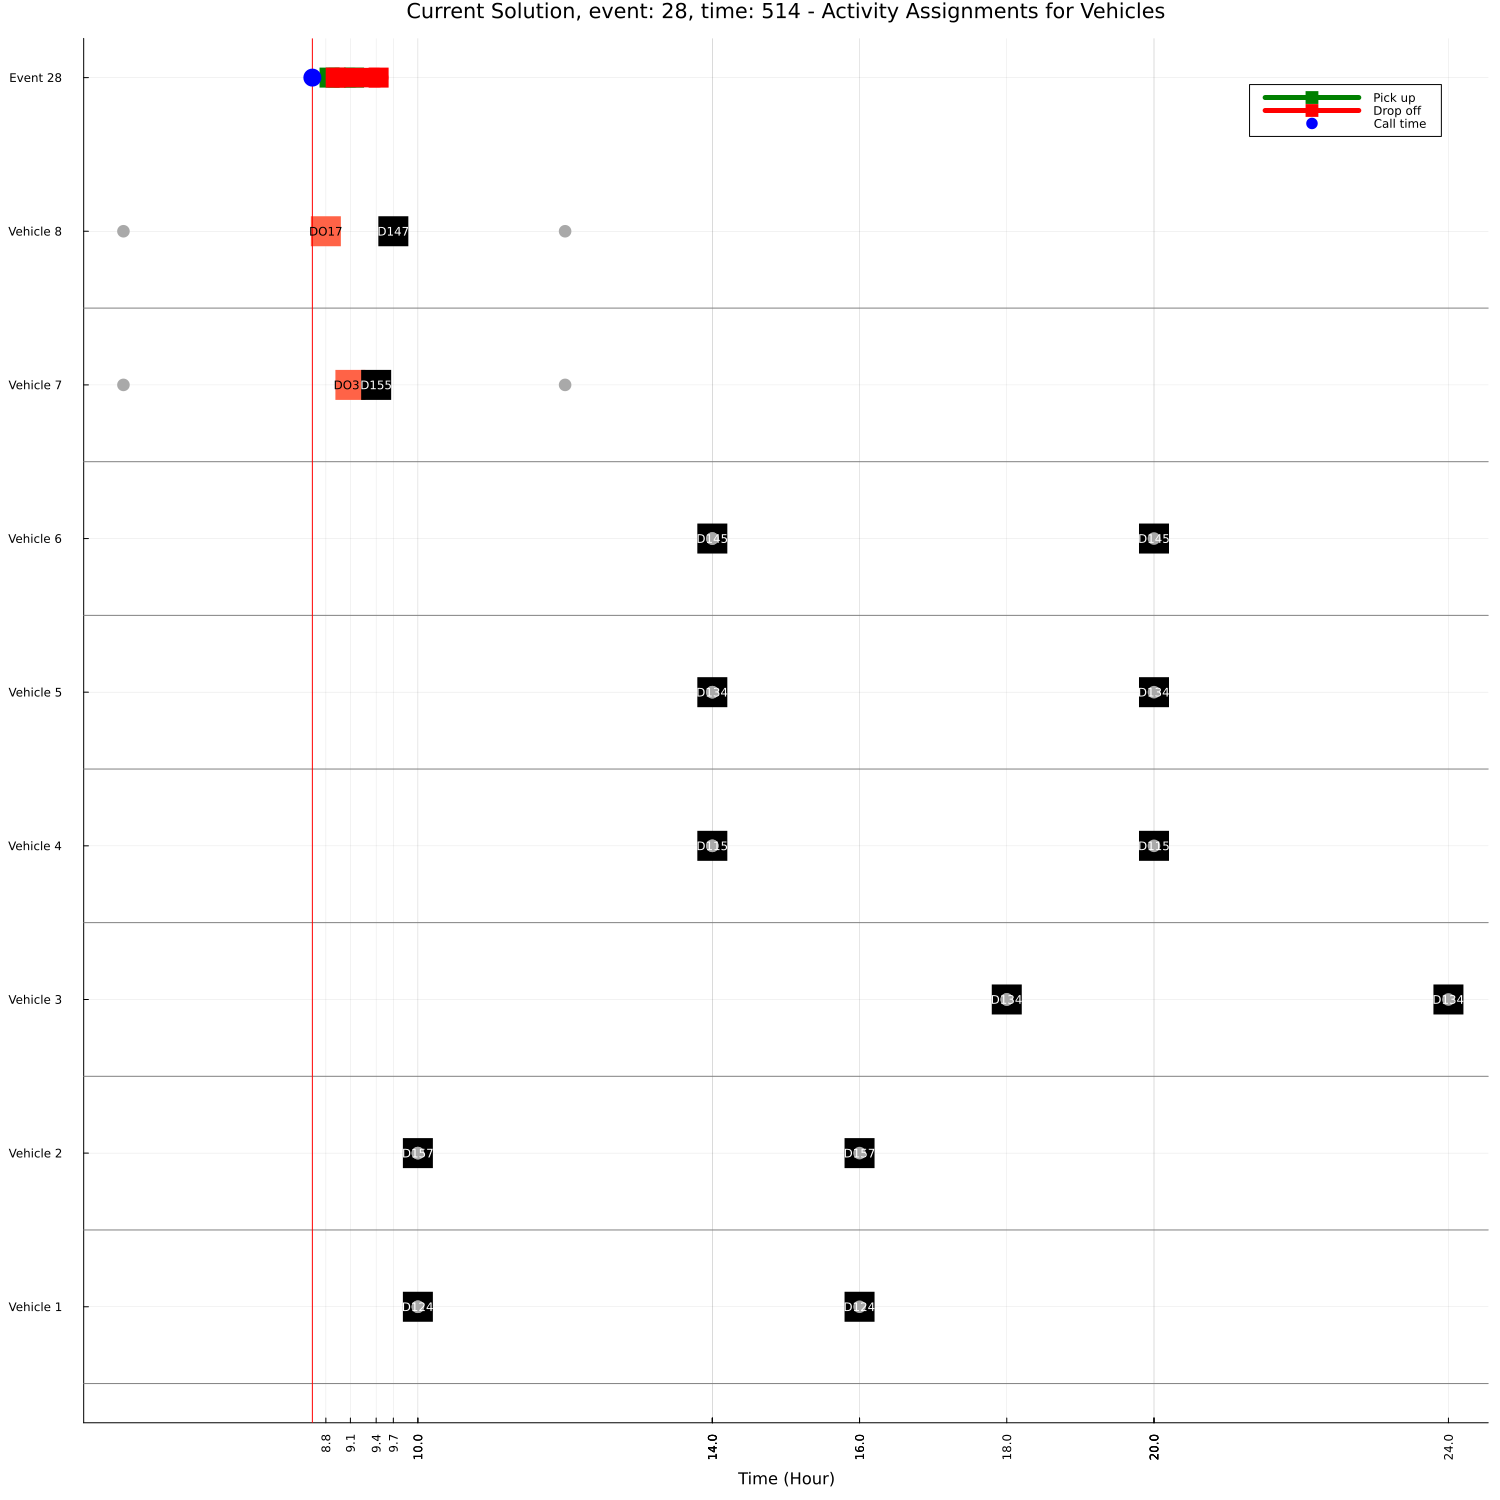 Current Solution, event: 28, time: 514 - Activity Assignments for Vehicles
Event 28
Pick up
Drop off
Call time
Vehicle 8
DO17
D147
Vehicle 7
DO3
D155
Vehicle 6
D145
D145
Vehicle 5
D134
D134
Vehicle 4
D115
D115
Vehicle 3
D134
D134
Vehicle 2
D157
D157
Vehicle 1
D124
D124
8.8
9.1
9.4
9.7
10.0
14.0
16.0
18.0
20.0
24.0
Time (Hour)